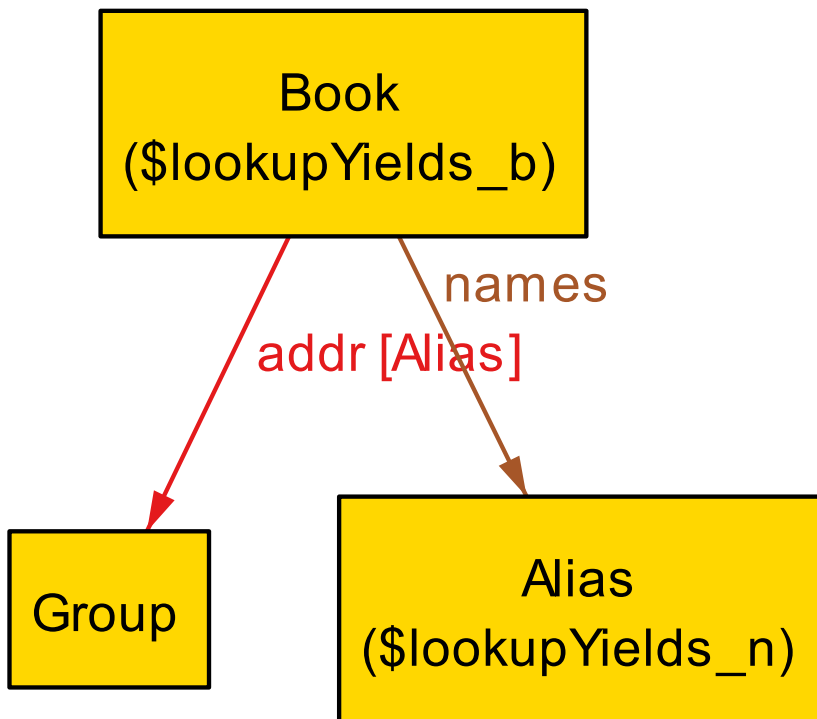 Book
($lookupYields_b)
names
addr [Alias]
Group
Alias
($lookupYields_n)